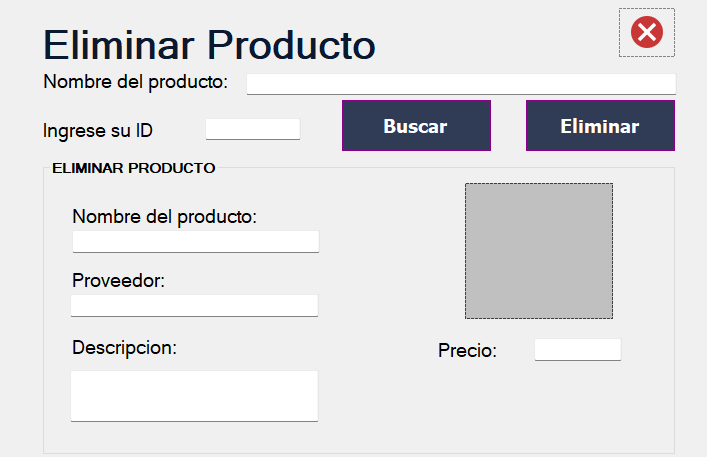 Eliminar Producto
Nombre del producto:
Ingrese su ID
Buscar
Eliminar
ELIMINAR PRODUCTO
Nombre del producto:
Proveedor:
Descripcion:
Precio: